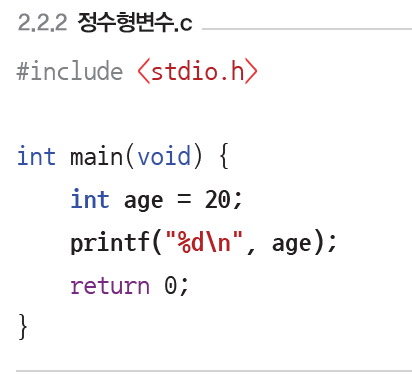 2.2.2 정수형변수.c
#include <stdio.h>
int main(void) {
    int age = 20;
    printf("%d\n", age);
    return 0;
}